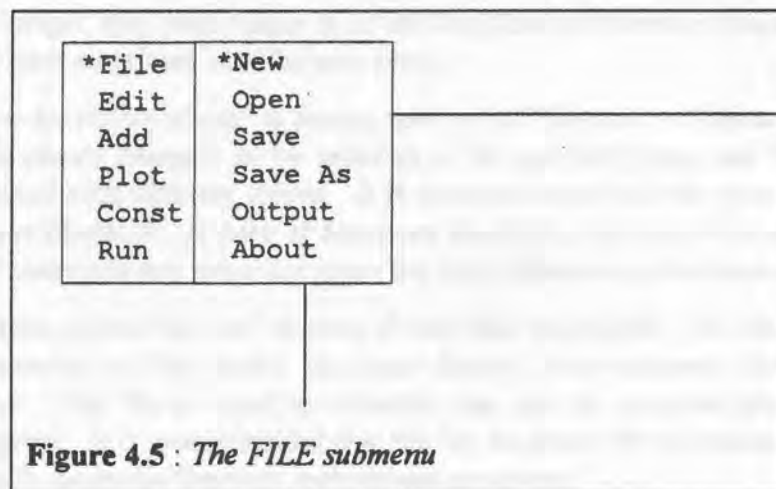 *File *New
Edit Open
Add Save
Plot Save As
Const Output
Run About
Figure 4.5 : The FILE submenu